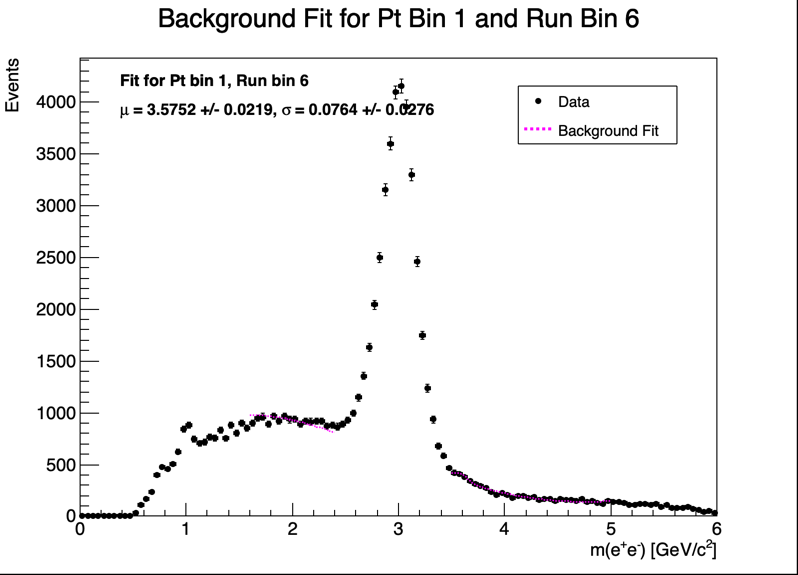 Background Fit for Pt Bin 1 and Run Bin 6
Events
Fit for Pt bin 1, Run bin 6
μ = 3.5752 +/- 0.0219, σ = 0.0764 +/- 0.0276
Data
Background Fit
4000
3500
3000
2500
2000
1500
1000
500
0
0 1 2 3 4 5 6
m(e⁺e⁻) [GeV/c²]